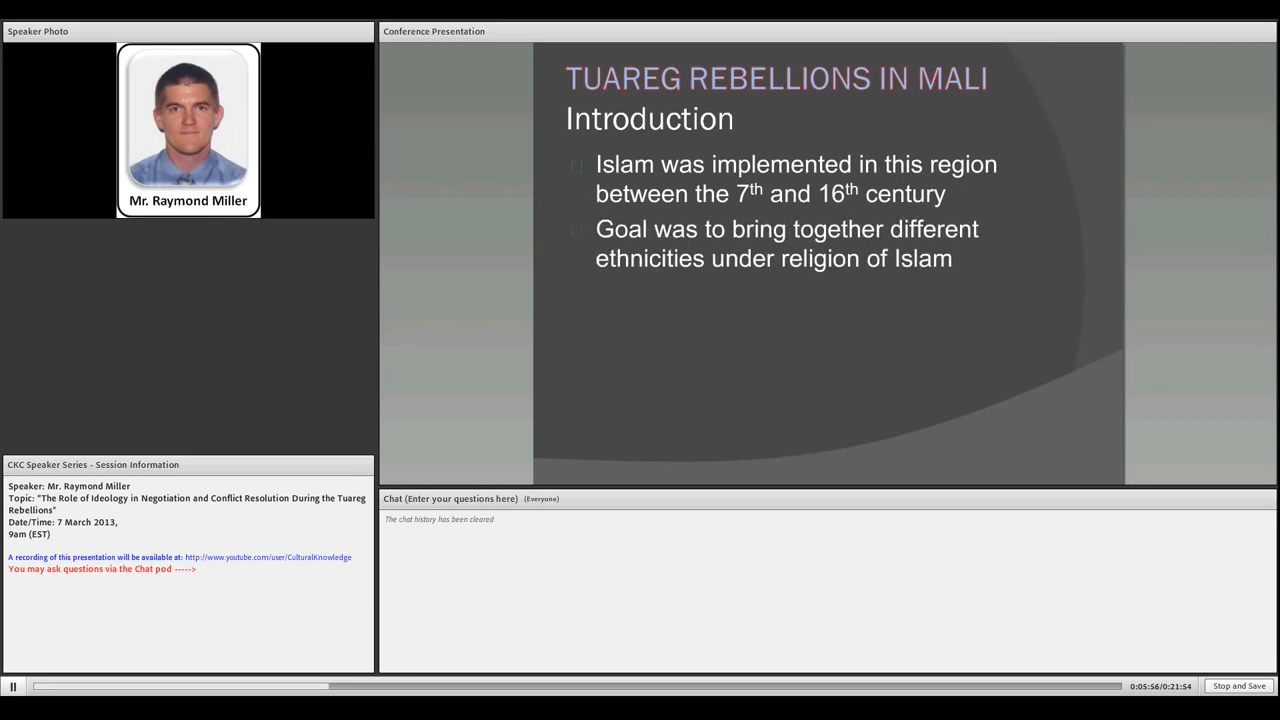 Speaker Photo
Mr. Raymond Miller
Conference Presentation
TUAREG REBELLIONS IN MALI
Introduction
Islam was implemented in this region
between the 7th and 16th century
Goal was to bring together different
ethnicities under religion of Islam
CKC Speaker Series - Session Information
Speaker: Mr. Raymond Miller
Topic: "The Role of Ideology in Negotiation and Conflict Resolution During the Tuareg
Rebellions"
Date/Time: 7 March 2013,
9am (EST)
A recording of this presentation will be available at: http://www.youtube.com/user/CulturalKnowledge
You may ask questions via the Chat pod ----->
Chat (Enter your questions here) (Everyone)
The chat history has been cleared
0:05:56/0:21:54
Stop and Save